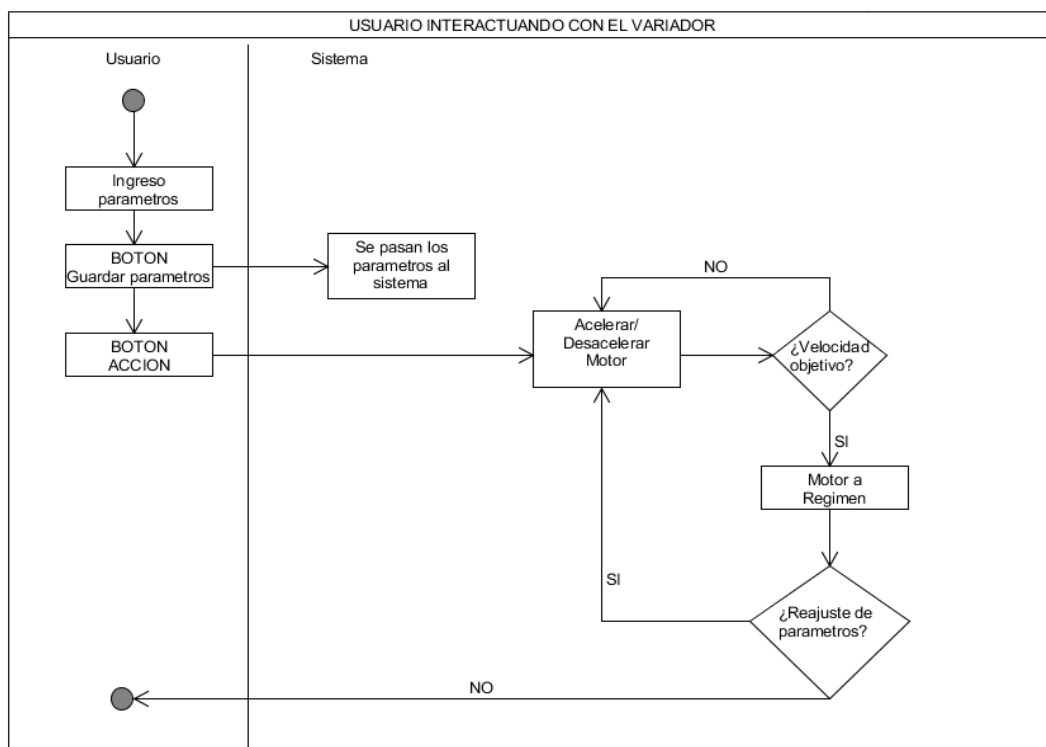 USUARIO INTERACTUANDO CON EL VARIADOR
Usuario
Sistema
Ingreso
parametros
BOTON
Guardar parametros
Se pasan los
parametros al
sistema
BOTON
ACCION
Acelerar/
Desacelerar
Motor
NO
¿Velocidad
objetivo?
SI
Motor a
Regimen
¿Reajuste de
parametros?
SI
NO